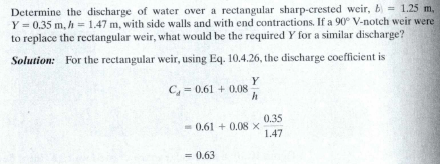 Determine the discharge of water over a rectangular sharp-crested weir, b = 1.25 m,
Y = 0.35 m, h = 1.47 m, with side walls and with end contractions. If a 90° V-notch weir were
to replace the rectangular weir, what would be the required Y for a similar discharge?
Solution: For the rectangular weir, using Eq. 10.4.26, the discharge coefficient is
C_d = 0.61 + 0.08 Y/h
= 0.61 + 0.08 × 0.35/1.47
= 0.63